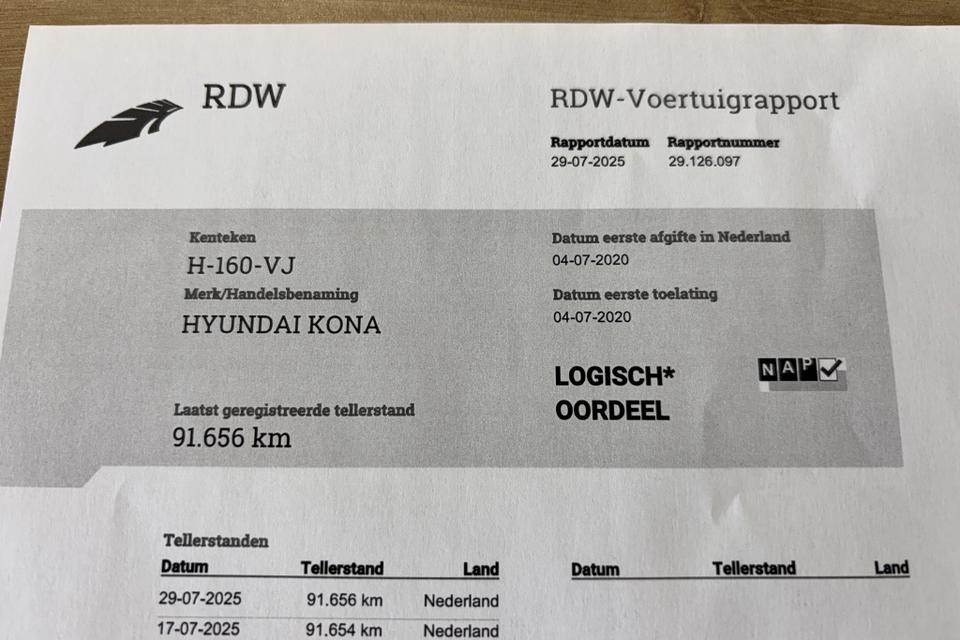 RDW
RDW-Voertuigrapport
Rapportdatum Rapportnummer
29-07-2025 29.126.097
Kenteken
H-160-VJ
Merk/Handelsbenaming
HYUNDAI KONA
Laatst geregistreerde tellerstand
91.656 km
Datum eerste afgifte in Nederland
04-07-2020
Datum eerste toelating
04-07-2020
LOGISCH*
OORDEEL
NAP
Tellerstanden
Datum Tellerstand Land
29-07-2025 91.656 km Nederland
17-07-2025 91.654 km Nederland
Datum Tellerstand Land